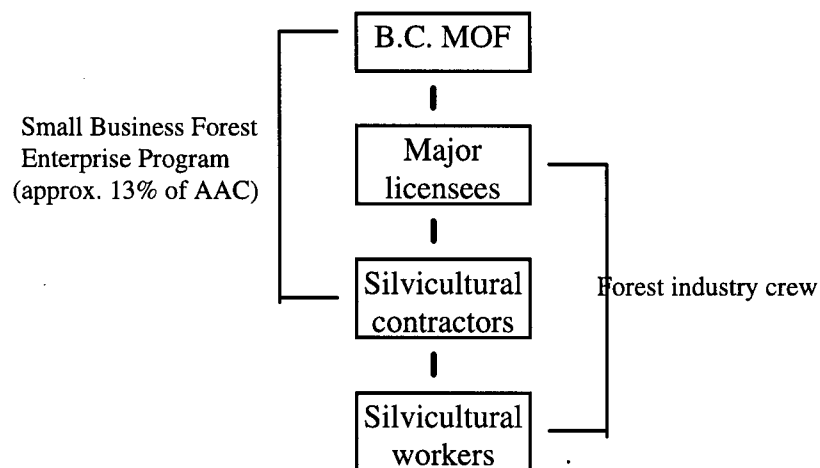 B.C. MOF
Small Business Forest
Enterprise Program
(approx. 13% of AAC)
Major
licensees
Silvicultural
contractors
Forest industry crew
Silvicultural
workers